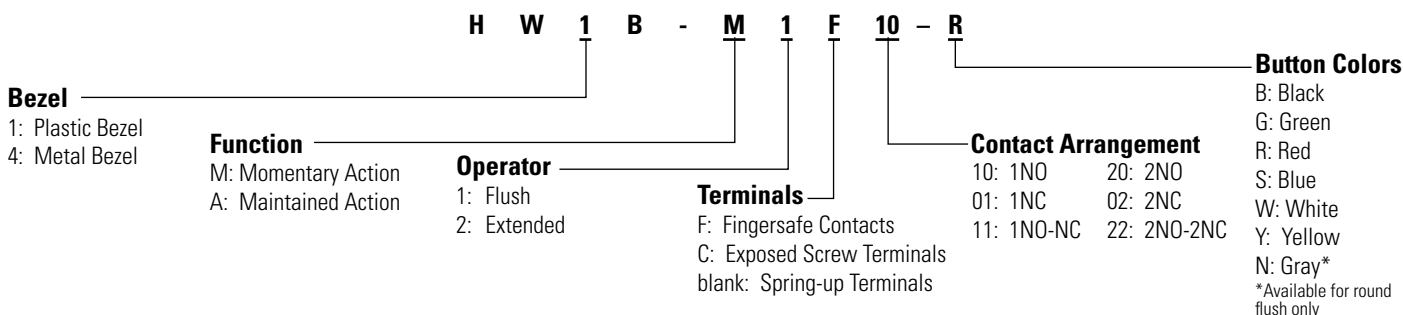 H W 1 B - M 1 F 10 – R
Bezel
1: Plastic Bezel
4: Metal Bezel
Function
M: Momentary Action
A: Maintained Action
Operator
1: Flush
2: Extended
Terminals
F: Fingersafe Contacts
C: Exposed Screw Terminals
blank: Spring-up Terminals
Contact Arrangement
10: 1NO 20: 2NO
01: 1NC 02: 2NC
11: 1NO-NC 22: 2NO-2NC
Button Colors
B: Black
G: Green
R: Red
S: Blue
W: White
Y: Yellow
N: Gray*
*Available for round
flush only